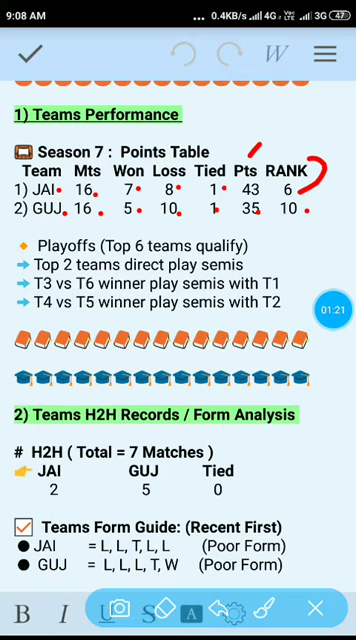 9:08 AM ... 0.4KB/s 4G VoLTE 3G 47
W
1) Teams Performance
Season 7 : Points Table
Team Mts Won Loss Tied Pts RANK
1) JAI 16 7 8 1 43 6
2) GUJ 16 5 10 1 35 10
Playoffs (Top 6 teams qualify)
Top 2 teams direct play semis
T3 vs T6 winner play semis with T1
T4 vs T5 winner play semis with T2
01:21
2) Teams H2H Records / Form Analysis
# H2H ( Total = 7 Matches )
JAI GUJ Tied
2 5 0
Teams Form Guide: (Recent First)
● JAI = L, L, T, L, L (Poor Form)
● GUJ = L, L, L, T, W (Poor Form)
B I U S A